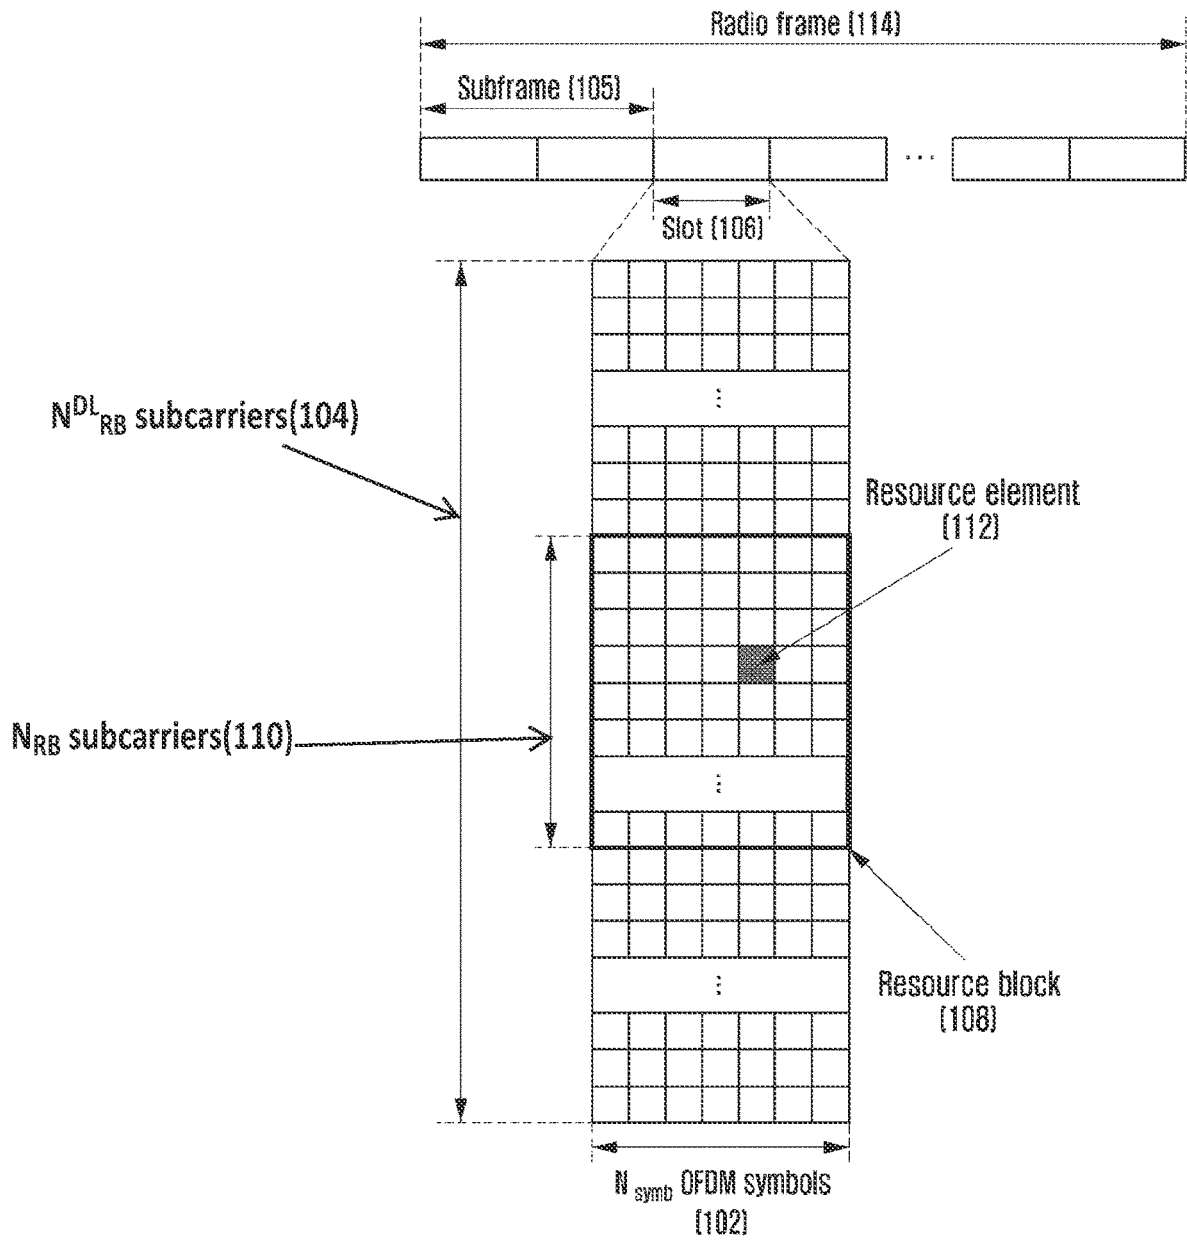 Radio frame (114)
Subframe (105)
...
Slot (106)
...
N^DL_RB subcarriers(104)
Resource element
(112)
N_RB subcarriers(110)
...
...
Resource block
(108)
N symb OFDM symbols
(102)